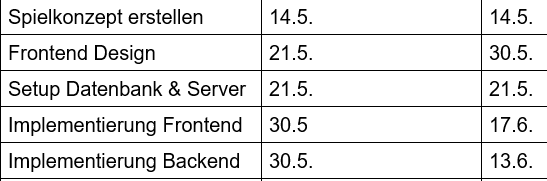 Spielkonzept erstellen 14.5. 14.5.
Frontend Design 21.5. 30.5.
Setup Datenbank & Server 21.5. 21.5.
Implementierung Frontend 30.5 17.6.
Implementierung Backend 30.5. 13.6.